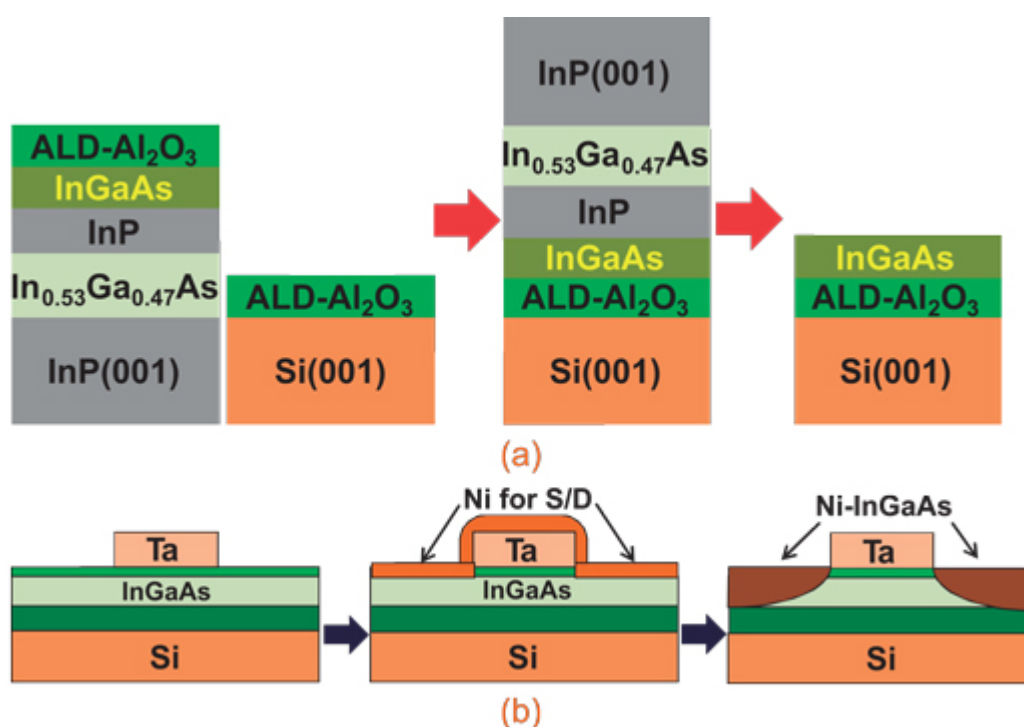 ALD-Al₂O₃
InGaAs
InP
In₀.₅₃Ga₀.₄₇As
InP(001)
ALD-Al₂O₃
Si(001)
InP(001)
In₀.₅₃Ga₀.₄₇As
InP
InGaAs
ALD-Al₂O₃
Si(001)
InGaAs
ALD-Al₂O₃
Si(001)
(a)
Ta
InGaAs
Si
Ni for S/D
Ta
InGaAs
Si
Ni-InGaAs
Ta
Si
(b)